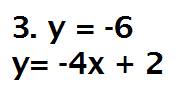 3. y = -6
y= -4x + 2